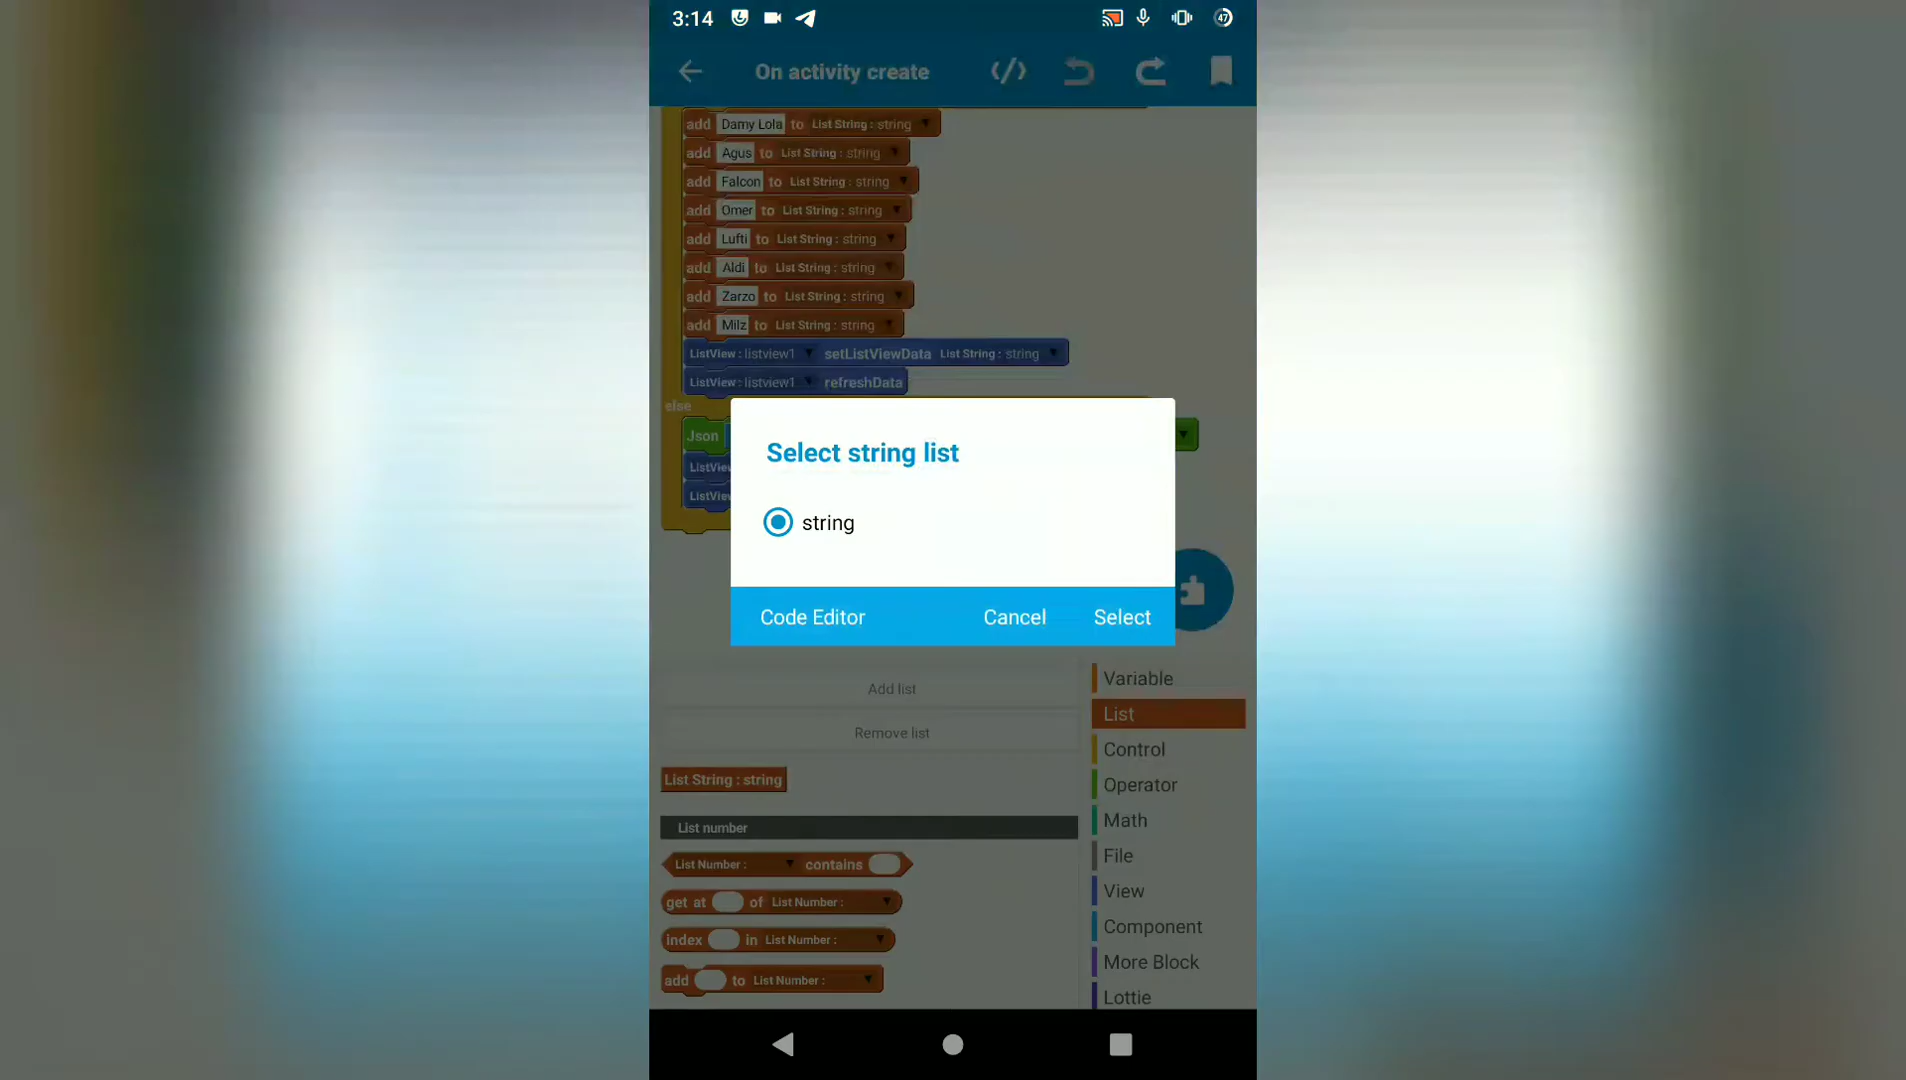 3:14
47
On activity create
add Damy Lola to List String : string
add Agus to List String : string
add Falcon to List String : string
add Omer to List String : string
add Lufti to List String : string
add Aldi to List String : string
add Zarzo to List String : string
add Milz to List String : string
ListView : listview1 setListViewData List String : string
ListView : listview1 refreshData
else
Json
ListView
ListView
Select string list
string
Code Editor Cancel Select
Add list
Remove list
List String : string
List number
List Number : contains
get at of List Number :
index in List Number :
add to List Number :
Variable
List
Control
Operator
Math
File
View
Component
More Block
Lottie